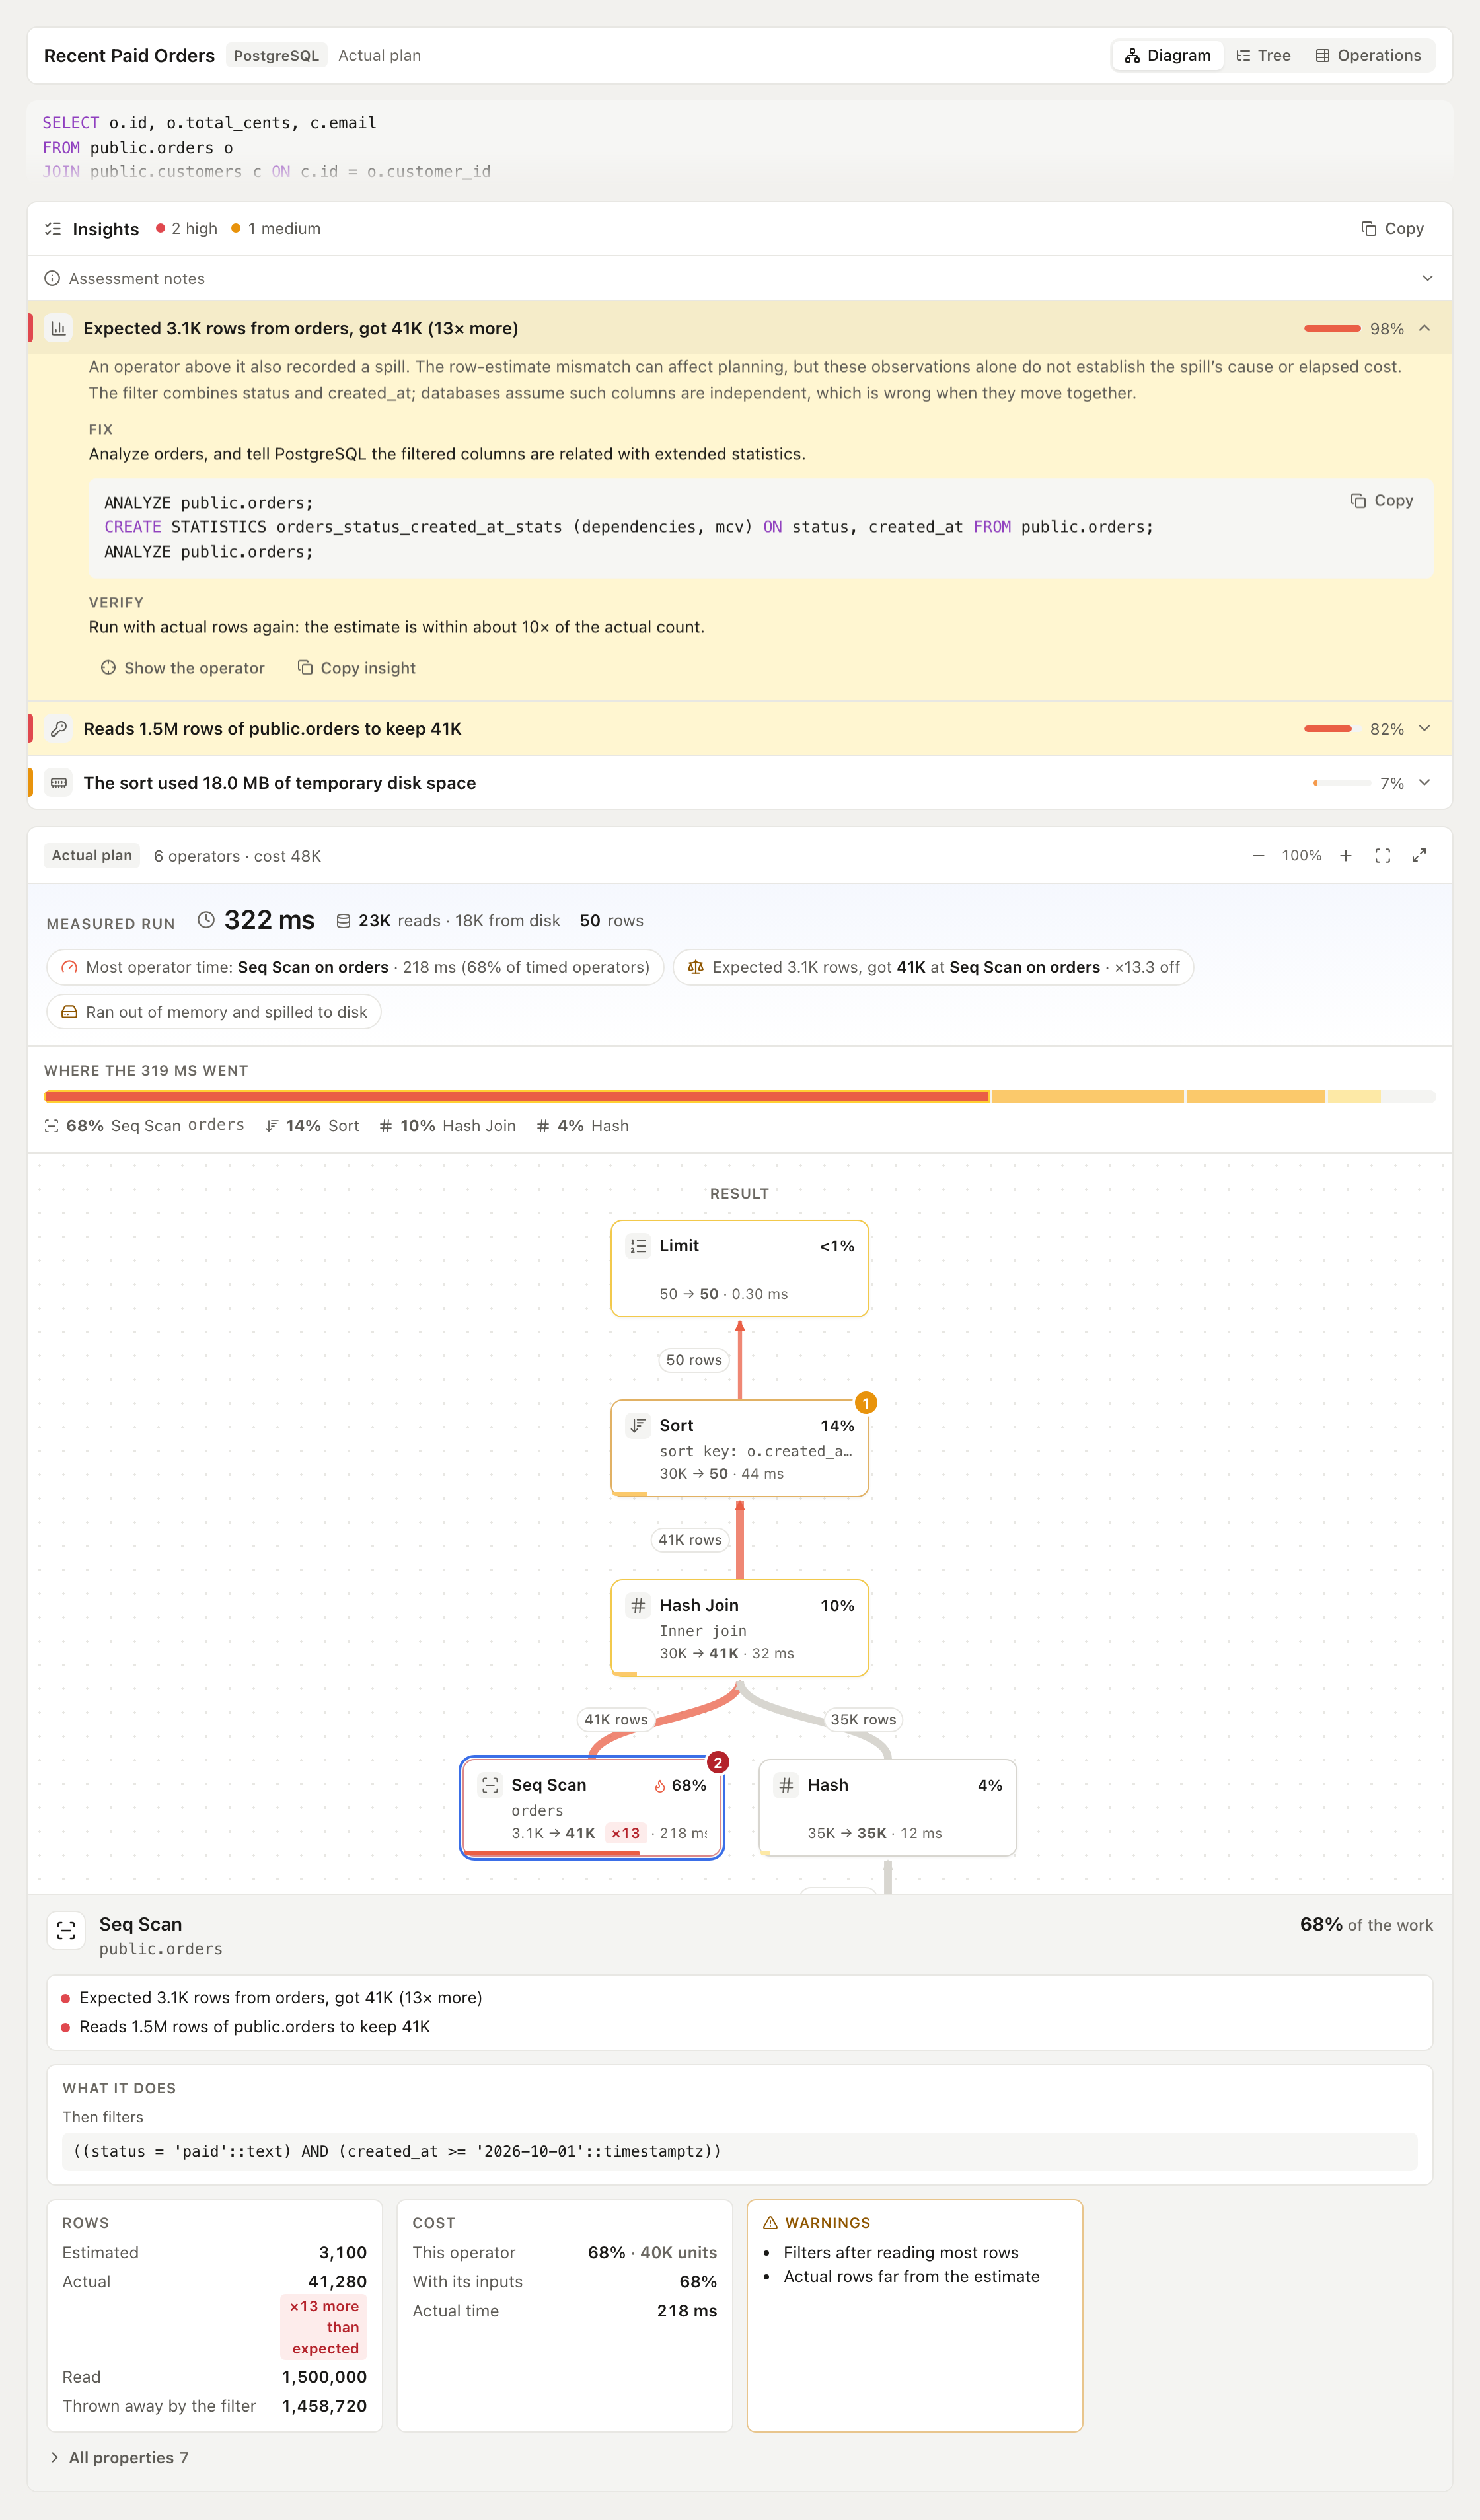 Recent Paid Orders PostgreSQL Actual plan Diagram Tree Operations
SELECT o.id, o.total_cents, c.email
FROM public.orders o
JOIN public.customers c ON c.id = o.customer_id
Insights 2 high 1 medium Copy
Assessment notes
Expected 3.1K rows from orders, got 41K (13× more) 98%
An operator above it also recorded a spill. The row-estimate mismatch can affect planning, but these observations alone do not establish the spill’s cause or elapsed cost.
The filter combines status and created_at; databases assume such columns are independent, which is wrong when they move together.
FIX
Analyze orders, and tell PostgreSQL the filtered columns are related with extended statistics.
Copy
ANALYZE public.orders;
CREATE STATISTICS orders_status_created_at_stats (dependencies, mcv) ON status, created_at FROM public.orders;
ANALYZE public.orders;
VERIFY
Run with actual rows again: the estimate is within about 10× of the actual count.
Show the operator Copy insight
Reads 1.5M rows of public.orders to keep 41K 82%
The sort used 18.0 MB of temporary disk space 7%
Actual plan 6 operators · cost 48K 100%
MEASURED RUN 322 ms 23K reads · 18K from disk 50 rows
Most operator time: Seq Scan on orders · 218 ms (68% of timed operators) Expected 3.1K rows, got 41K at Seq Scan on orders · ×13.3 off
Ran out of memory and spilled to disk
WHERE THE 319 MS WENT
68% Seq Scan orders 14% Sort 10% Hash Join 4% Hash
RESULT
Limit <1%
50 → 50 · 0.30 ms
50 rows
1
Sort 14%
sort key: o.created_a…
30K → 50 · 44 ms
41K rows
Hash Join 10%
Inner join
30K → 41K · 32 ms
41K rows 35K rows
2
Seq Scan 68% Hash 4%
orders
3.1K → 41K ×13 · 218 ms 35K → 35K · 12 ms
Seq Scan 68% of the work
public.orders
Expected 3.1K rows from orders, got 41K (13× more)
Reads 1.5M rows of public.orders to keep 41K
WHAT IT DOES
Then filters
((status = 'paid'::text) AND (created_at >= '2026-10-01'::timestamptz))
ROWS
Estimated 3,100
Actual 41,280
×13 more
than
expected
Read 1,500,000
Thrown away by the filter 1,458,720
COST
This operator 68% · 40K units
With its inputs 68%
Actual time 218 ms
WARNINGS
• Filters after reading most rows
• Actual rows far from the estimate
All properties 7